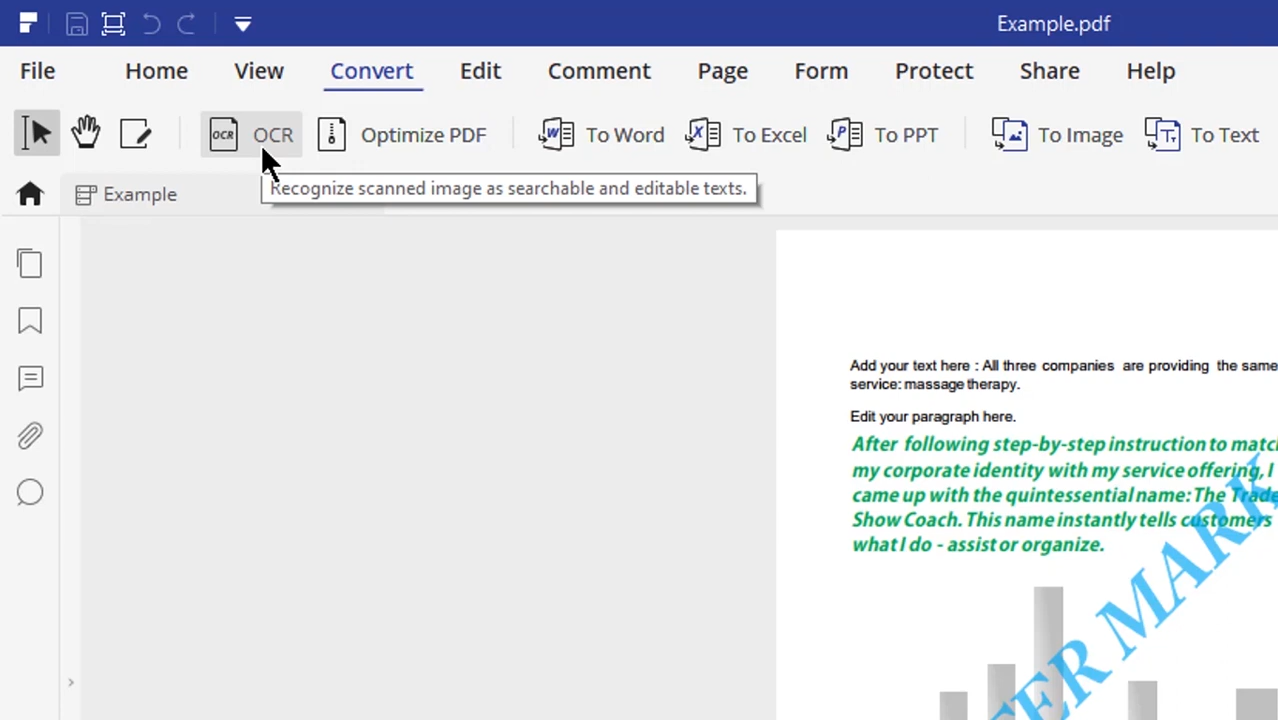 Example.pdf
File Home View Convert Edit Comment Page Form Protect Share Help
OCR OCR Optimize PDF W To Word X To Excel P To PPT To Image T To Text
Example
Recognize scanned image as searchable and editable texts.
Add your text here : All three companies are providing the same
service: massage therapy.
Edit your paragraph here.
After following step-by-step instruction to match
my corporate identity with my service offering, I
came up with the quintessential name: The Trade
Show Coach. This name instantly tells customers
what I do - assist or organize.
MARK